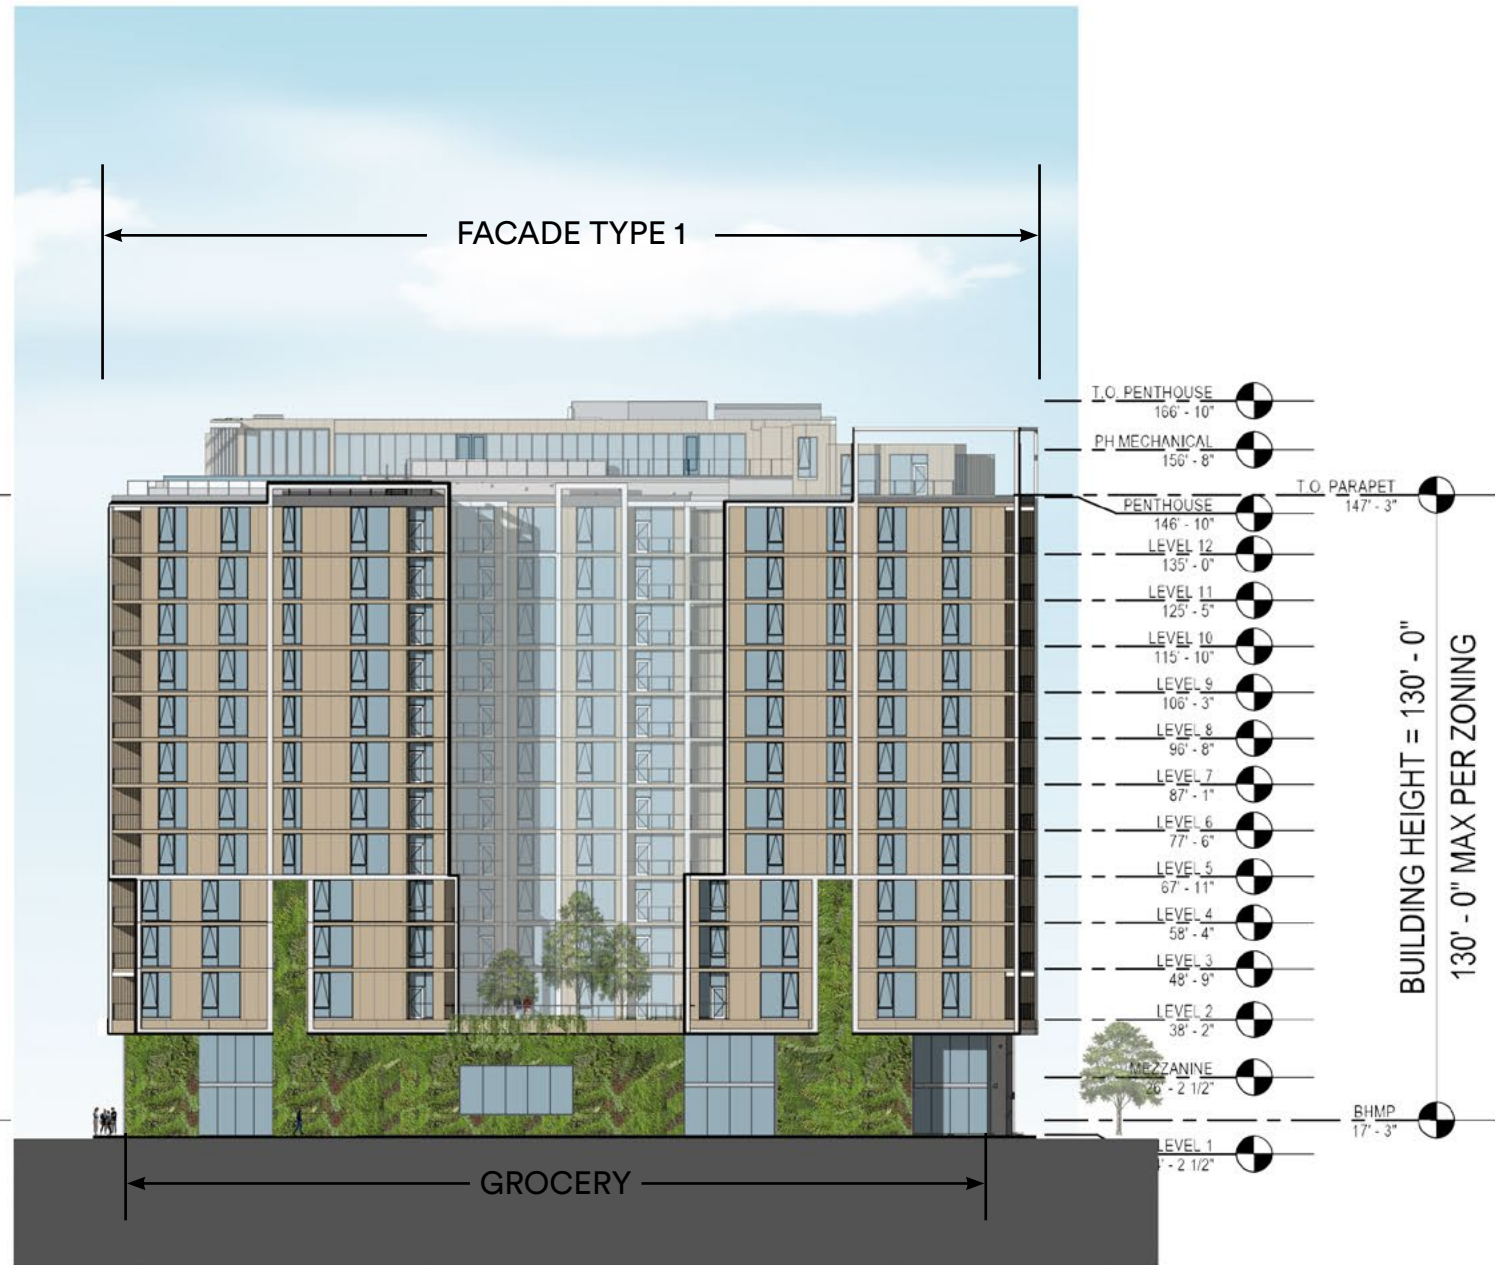 FACADE TYPE 1
T.O. PENTHOUSE
166' - 10"
PH MECHANICAL
156' - 8"
T.O. PARAPET
147' - 3"
PENTHOUSE
146' - 10"
LEVEL 12
135' - 0"
LEVEL 11
125' - 5"
LEVEL 10
115' - 10"
LEVEL 9
106' - 3"
LEVEL 8
96' - 8"
LEVEL 7
87' - 1"
LEVEL 6
77' - 6"
LEVEL 5
67' - 11"
LEVEL 4
58' - 4"
LEVEL 3
48' - 9"
LEVEL 2
38' - 2"
MEZZANINE
26' - 2 1/2"
BHMP
17' - 3"
LEVEL 1
' - 2 1/2"
BUILDING HEIGHT = 130' - 0"
130' - 0" MAX PER ZONING
GROCERY